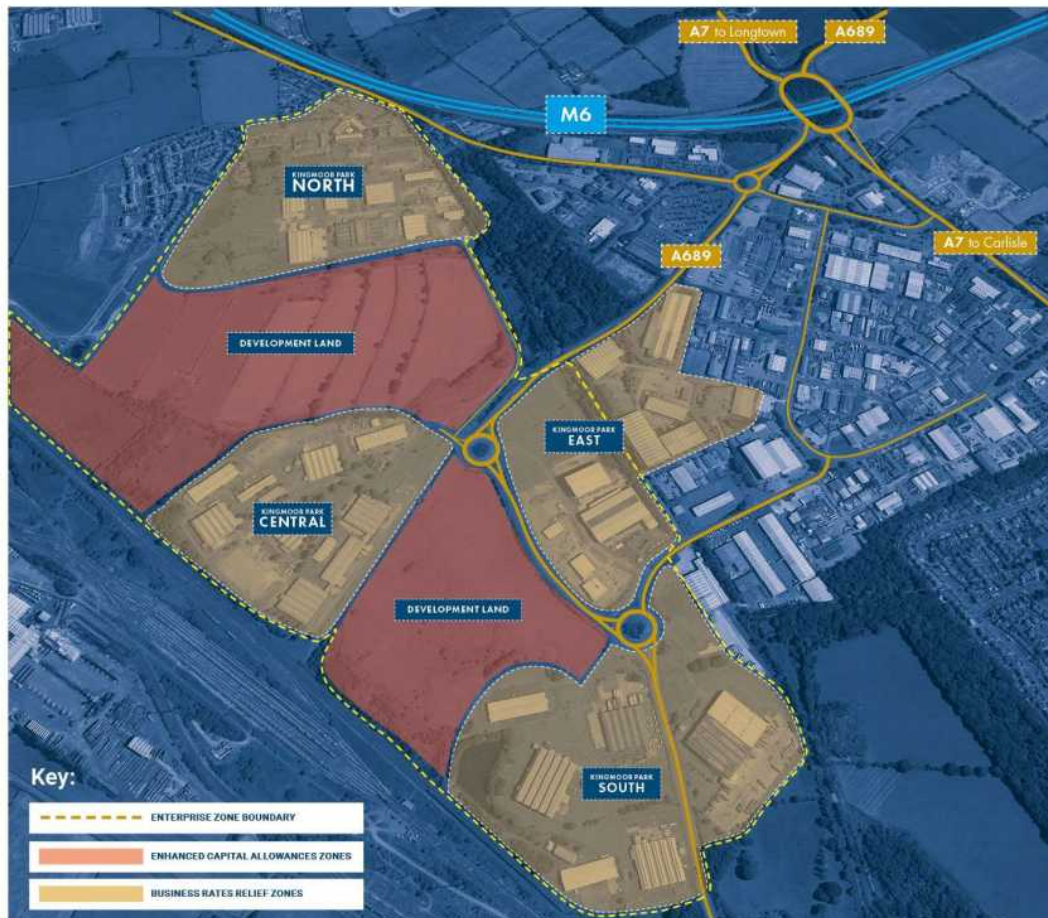 A7 to Longtown
A689
M6
KINGMOOR PARK
NORTH
A689
A7 to Carlisle
DEVELOPMENT LAND
KINGMOOR PARK
EAST
KINGMOOR PARK
CENTRAL
DEVELOPMENT LAND
KINGMOOR PARK
SOUTH
Key:
ENTERPRISE ZONE BOUNDARY
ENHANCED CAPITAL ALLOWANCES ZONES
BUSINESS RATES RELIEF ZONES